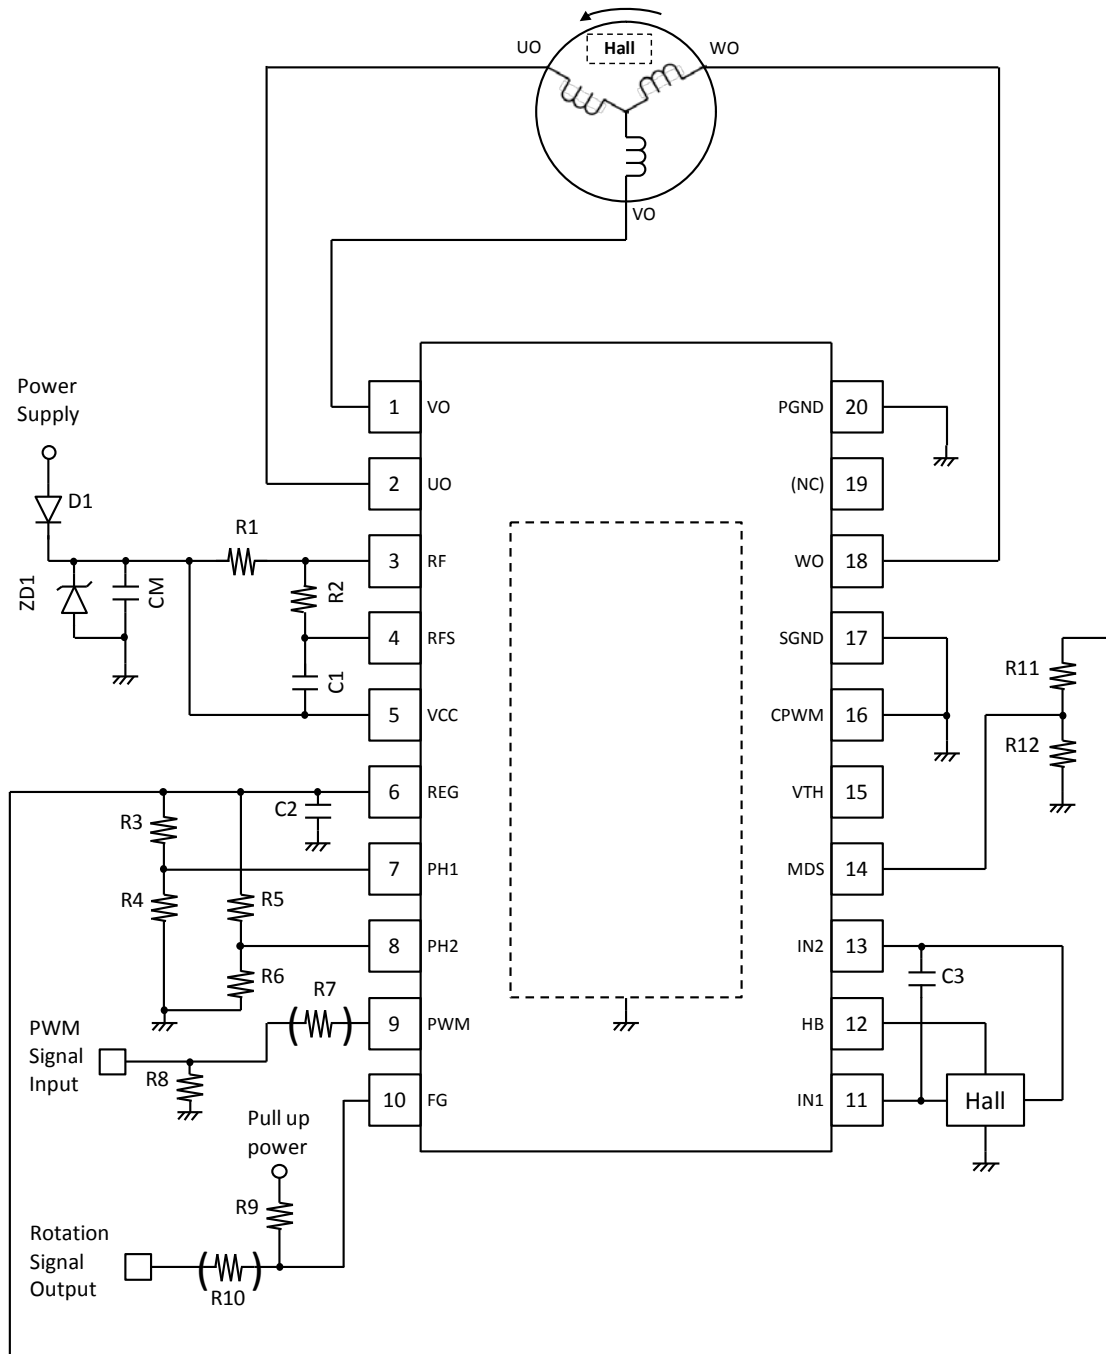 UO
Hall
WO
VO
Power
Supply
D1
ZD1
CM
R1
R2
C1
1 VO
2 UO
3 RF
4 RFS
5 VCC
6 REG
7 PH1
8 PH2
9 PWM
10 FG
PGND 20
(NC) 19
WO 18
SGND 17
CPWM 16
VTH 15
MDS 14
IN2 13
HB 12
IN1 11
R11
R12
C3
Hall
C2
R3
R4
R5
R6
(R7)
PWM
Signal
Input
R8
Pull up
power
R9
Rotation
Signal
Output
(R10)